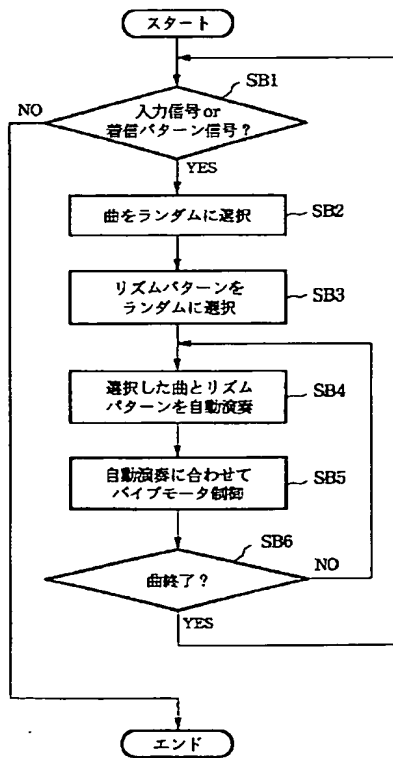 スタート
SB1
NO
入力信号or
着信パターン信号?
YES
曲をランダムに選択
SB2
リズムパターンを
ランダムに選択
SB3
選択した曲とリズム
パターンを自動演奏
SB4
自動演奏に合わせて
バイブモータ制御
SB5
SB6
NO
曲終了?
YES
エンド